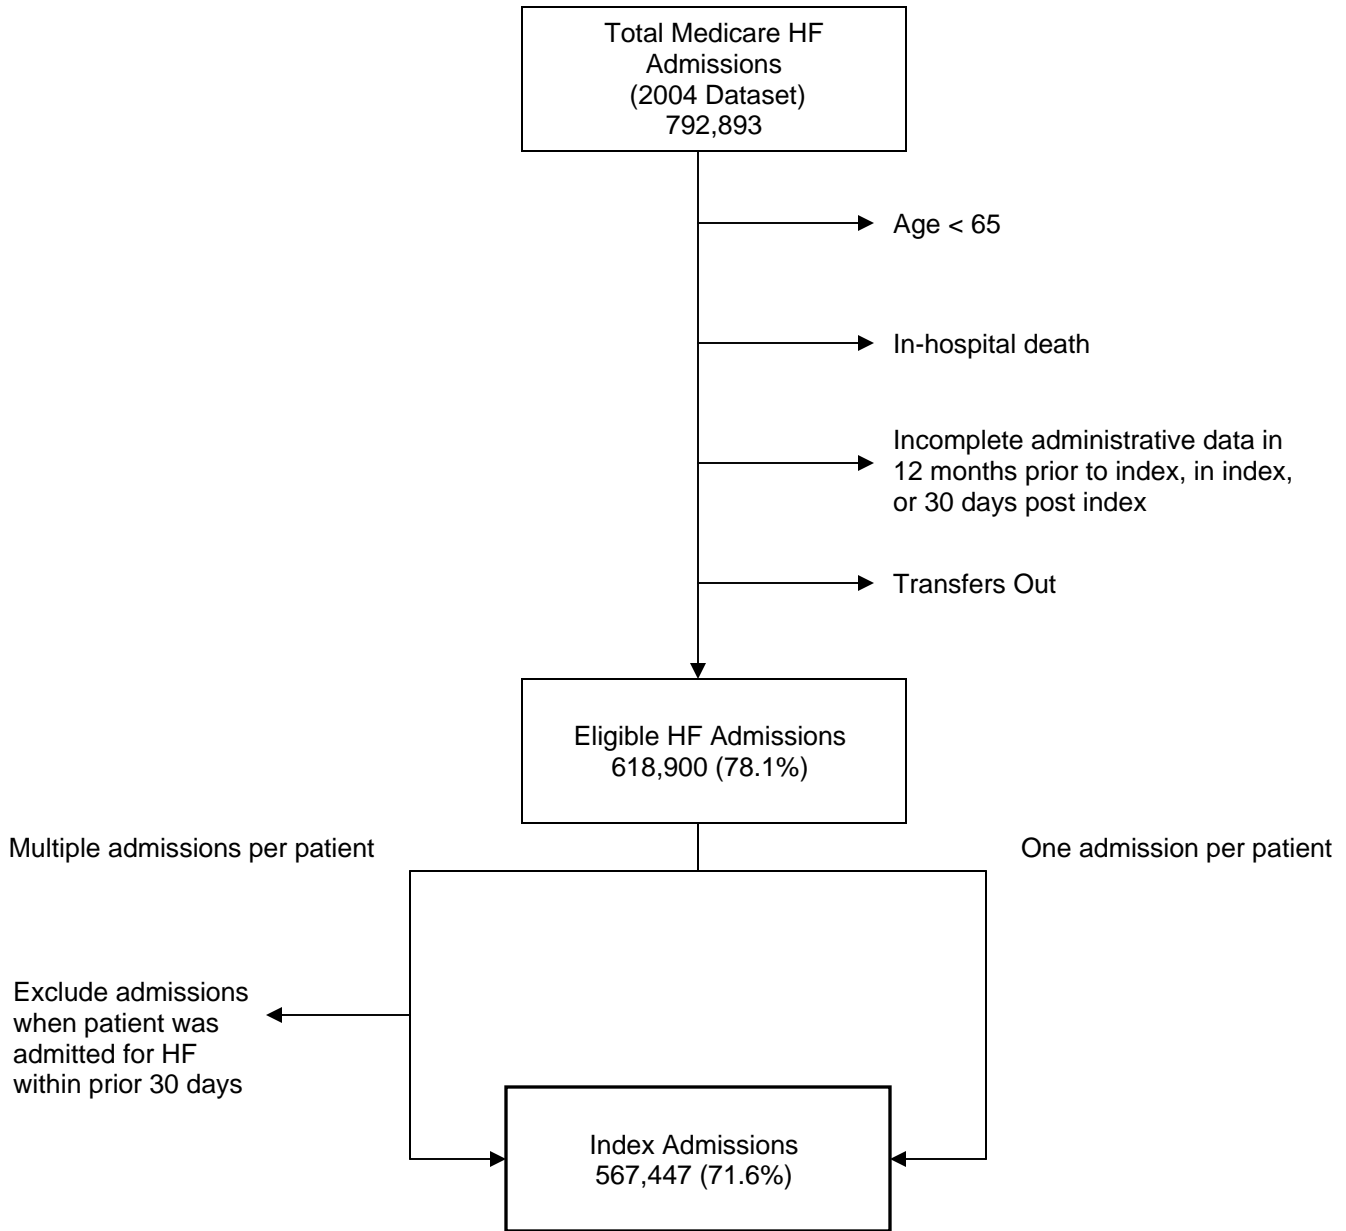 Total Medicare HF
Admissions
(2004 Dataset)
792,893
Age < 65
In-hospital death
Incomplete administrative data in
12 months prior to index, in index,
or 30 days post index
Transfers Out
Eligible HF Admissions
618,900 (78.1%)
Multiple admissions per patient
One admission per patient
Exclude admissions
when patient was
admitted for HF
within prior 30 days
Index Admissions
567,447 (71.6%)